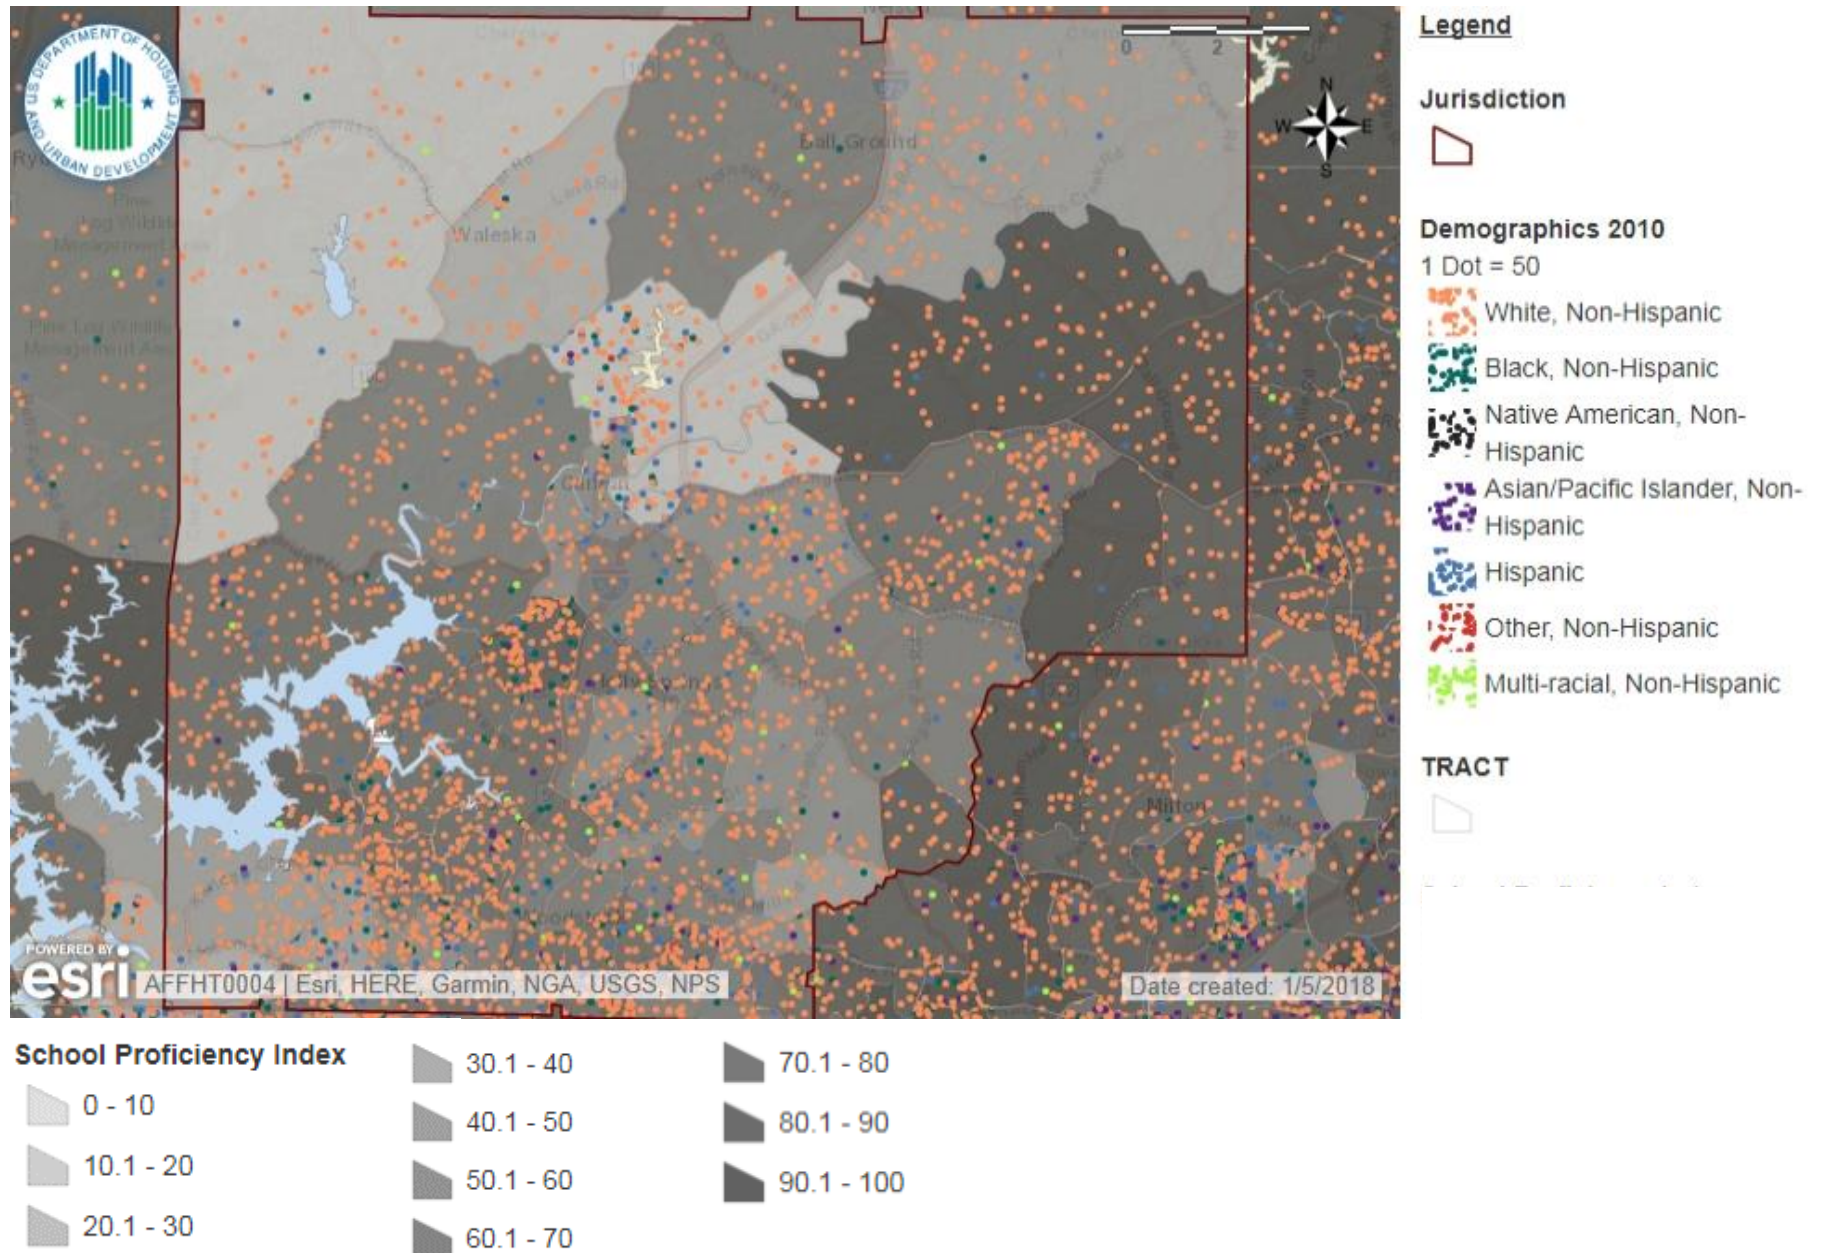 Legend
Jurisdiction
Demographics 2010
1 Dot = 50
White, Non-Hispanic
Black, Non-Hispanic
Native American, Non-
Hispanic
Asian/Pacific Islander, Non-
Hispanic
Hispanic
Other, Non-Hispanic
Multi-racial, Non-Hispanic
TRACT
US DEPARTMENT OF HOUSING
AND URBAN DEVELOPMENT
0 2
N
W E
S
Ball Ground
Waleska
Milton
POWERED BY
esri
AFFHT0004 | Esri, HERE, Garmin, NGA, USGS, NPS
Date created: 1/5/2018
School Proficiency Index
0 - 10
10.1 - 20
20.1 - 30
30.1 - 40
40.1 - 50
50.1 - 60
60.1 - 70
70.1 - 80
80.1 - 90
90.1 - 100